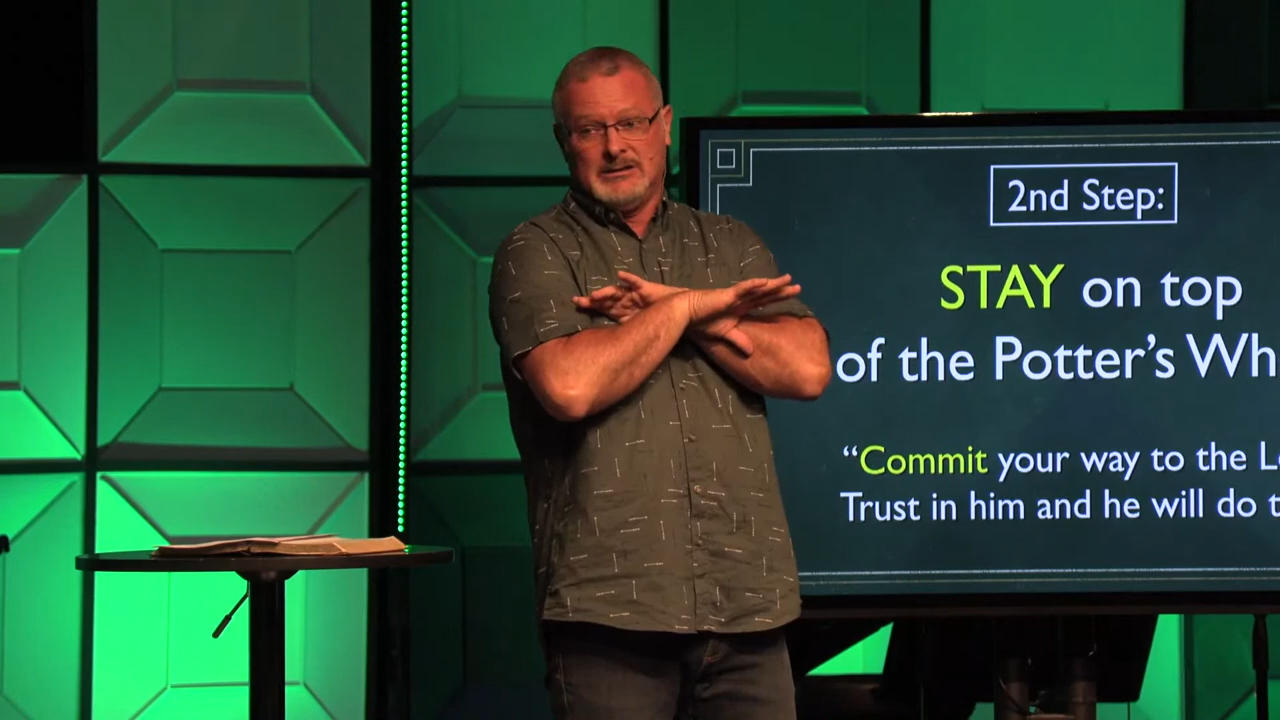 2nd Step:
STAY on top
of the Potter's Wh
“Commit your way to the L
Trust in him and he will do t